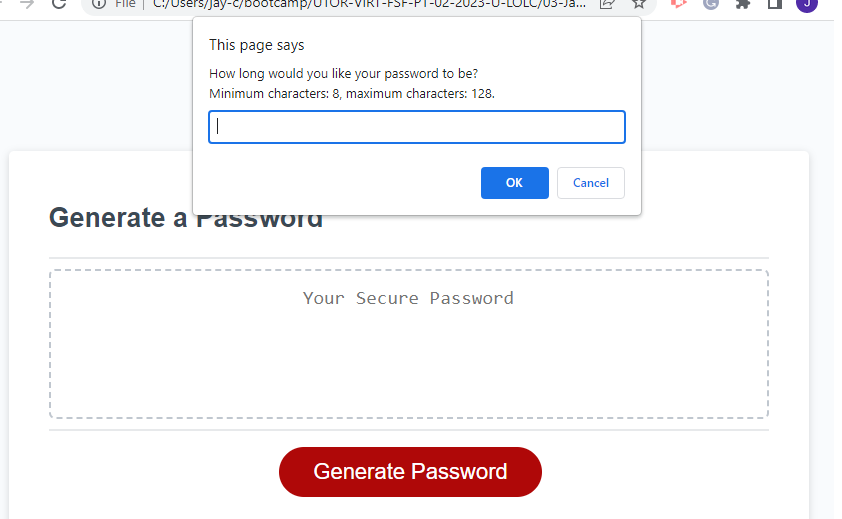 File | C:/Users/jay-c/bootcamp/UTOR-VIRT-FSF-PT-02-2023-U-LOLC/03-Ja...
J
This page says
How long would you like your password to be?
Minimum characters: 8, maximum characters: 128.
OK
Cancel
Generate a Password
Your Secure Password
Generate Password